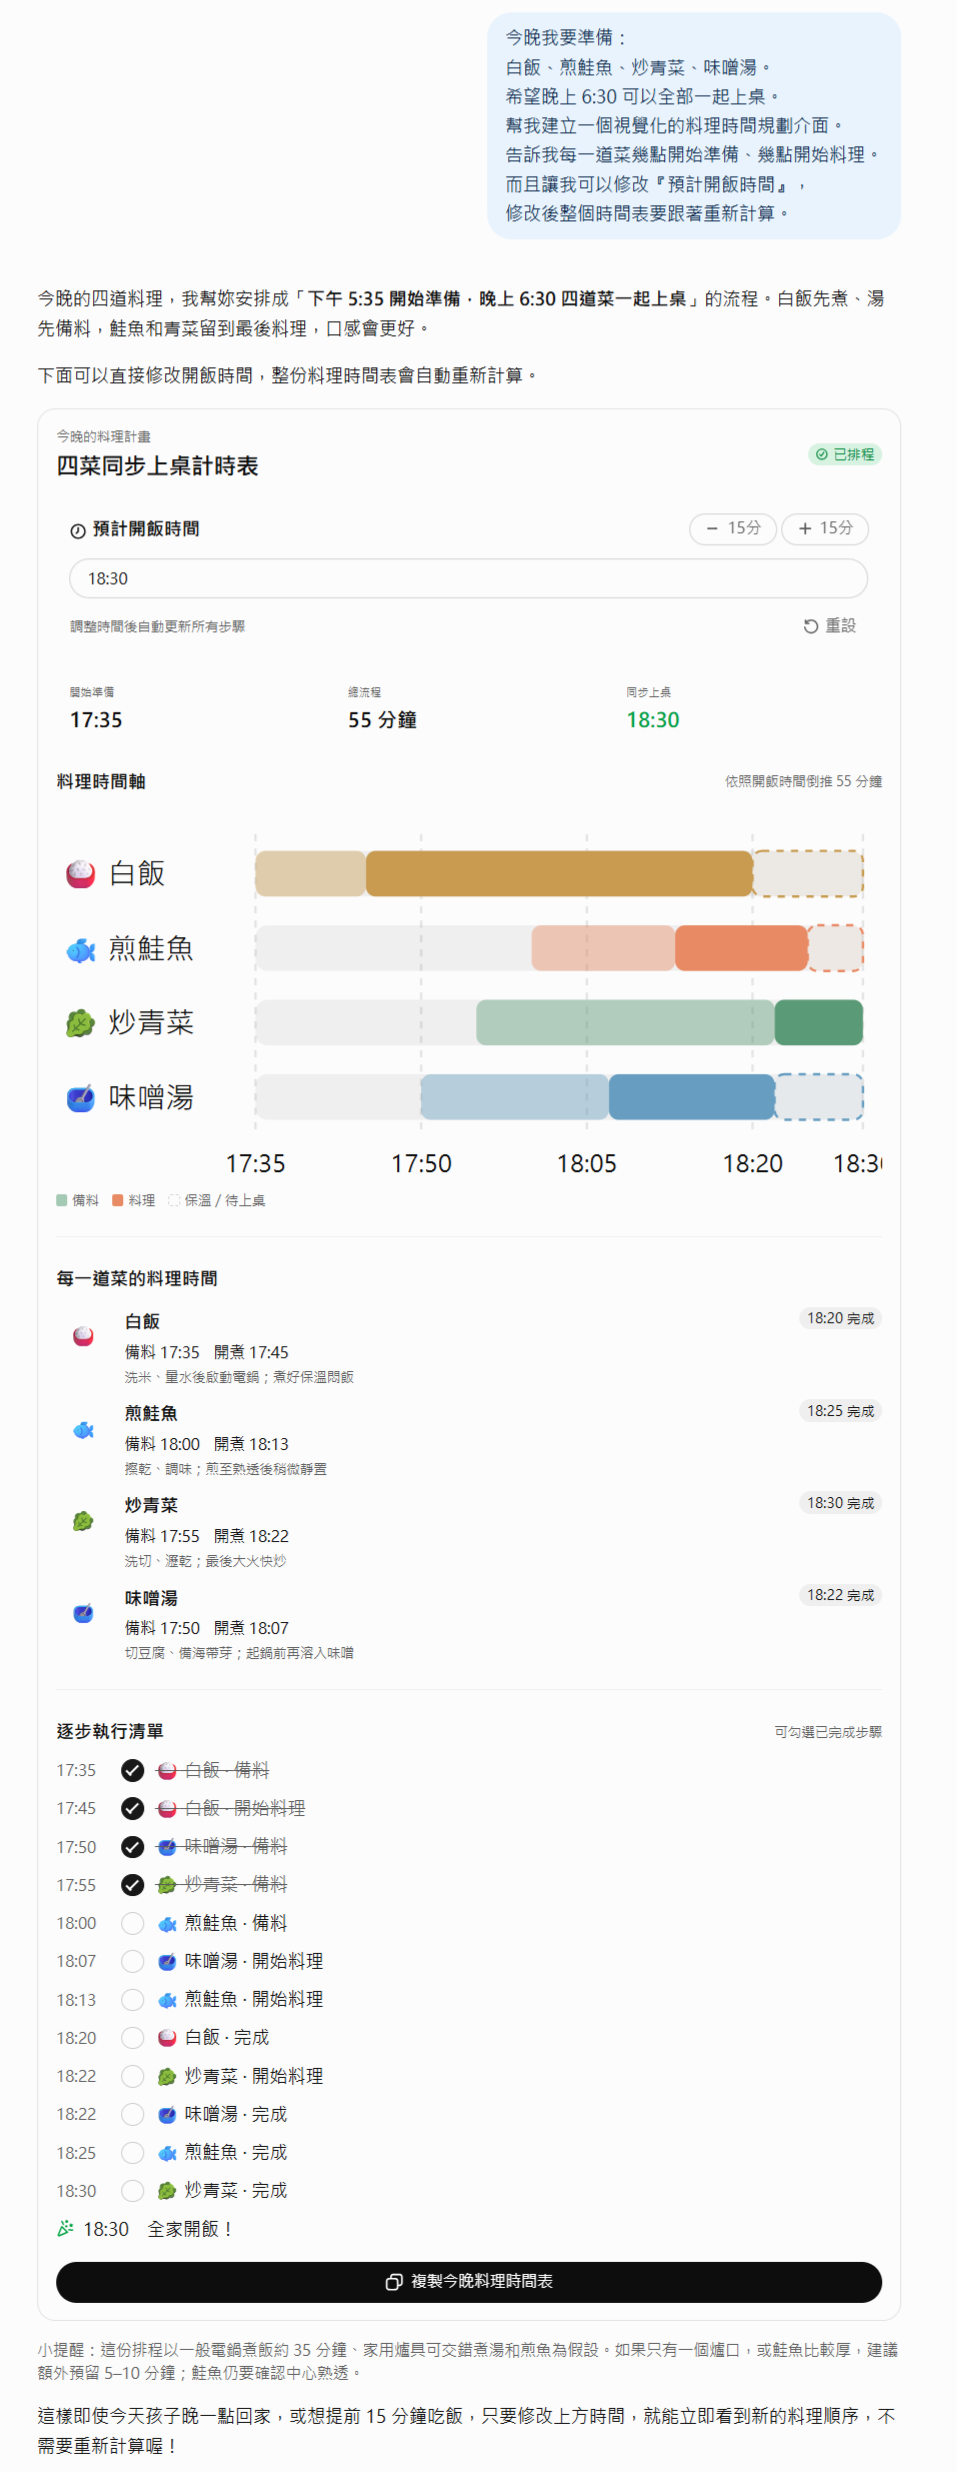 今晚我要準備：
白飯、煎鮭魚、炒青菜、味噌湯。
希望晚上 6:30 可以全部一起上桌。
幫我建立一個視覺化的料理時間規劃介面。
告訴我每一道菜幾點開始準備、幾點開始料理。
而且讓我可以修改『預計開飯時間』，
修改後整個時間表要跟著重新計算。
今晚的四道料理，我幫妳安排成「下午 5:35 開始準備．晚上 6:30 四道菜一起上桌」的流程。白飯先煮、湯
先備料，鮭魚和青菜留到最後料理，口感會更好。
下面可以直接修改開飯時間，整份料理時間表會自動重新計算。
今晚的料理計畫
四菜同步上桌計時表
已排程
預計開飯時間
− 15分
+ 15分
18:30
調整時間後自動更新所有步驟
重設
開始準備
總流程
同步上桌
17:35
55 分鐘
18:30
料理時間軸
依照開飯時間倒推 55 分鐘
白飯
煎鮭魚
炒青菜
味噌湯
17:35 17:50 18:05 18:20 18:3
備料 料理 保溫 / 待上桌
每一道菜的料理時間
白飯
18:20 完成
備料 17:35 開煮 17:45
洗米、量水後啟動電鍋；煮好保溫悶飯
煎鮭魚
18:25 完成
備料 18:00 開煮 18:13
擦乾、調味；煎至熟透後稍微靜置
炒青菜
18:30 完成
備料 17:55 開煮 18:22
洗切、瀝乾；最後大火快炒
味噌湯
18:22 完成
備料 17:50 開煮 18:07
切豆腐、備海帶芽；起鍋前再溶入味噌
逐步執行清單
可勾選已完成步驟
17:35 白飯 · 備料
17:45 白飯 · 開始料理
17:50 味噌湯 · 備料
17:55 炒青菜 · 備料
18:00 煎鮭魚 · 備料
18:07 味噌湯 · 開始料理
18:13 煎鮭魚 · 開始料理
18:20 白飯 · 完成
18:22 炒青菜 · 開始料理
18:22 味噌湯 · 完成
18:25 煎鮭魚 · 完成
18:30 炒青菜 · 完成
18:30 全家開飯！
複製今晚料理時間表
小提醒：這份排程以一般電鍋煮飯約 35 分鐘、家用爐具可交錯煮湯和煎魚為假設。如果只有一個爐口，或鮭魚比較厚，建議
額外預留 5–10 分鐘；鮭魚仍要確認中心熟透。
這樣即使今天孩子晚一點回家，或想提前 15 分鐘吃飯，只要修改上方時間，就能立即看到新的料理順序，不
需要重新計算喔！